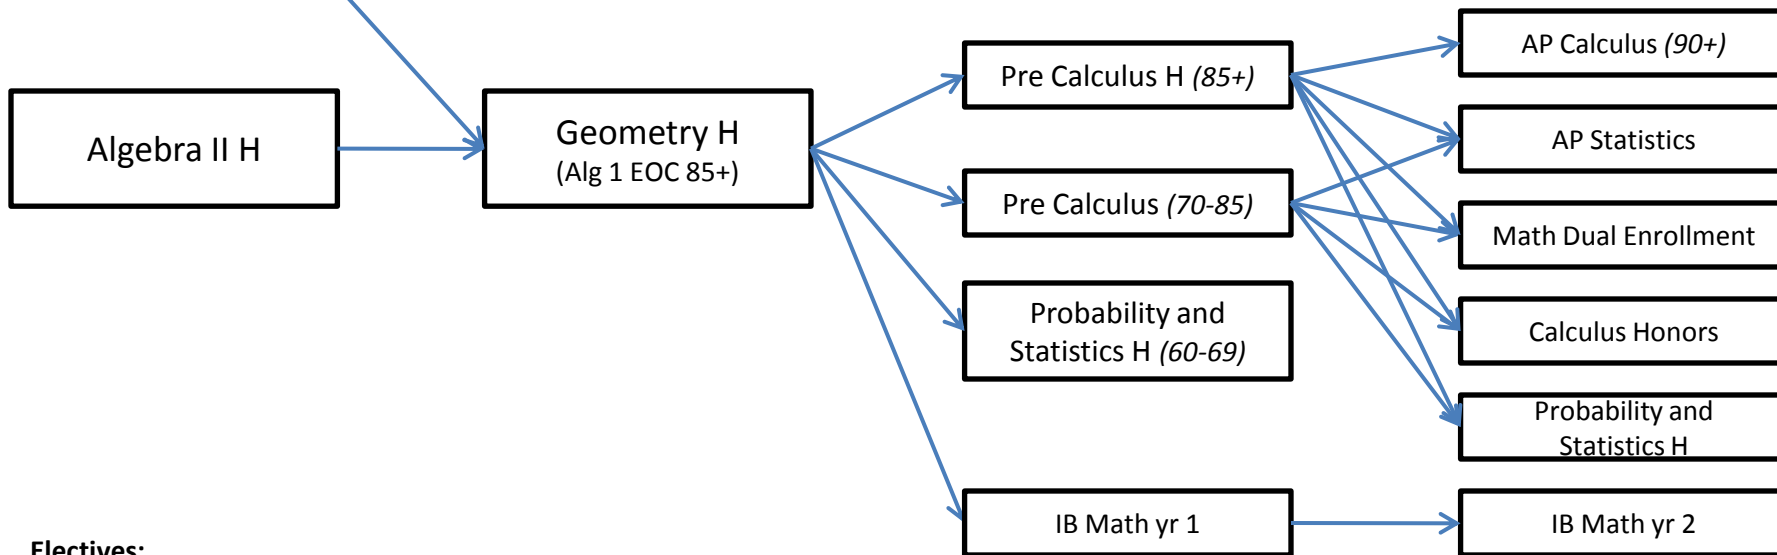 Algebra II H
Geometry H
(Alg 1 EOC 85+)
Pre Calculus H (85+)
Pre Calculus (70-85)
Probability and
Statistics H (60-69)
IB Math yr 1
AP Calculus (90+)
AP Statistics
Math Dual Enrollment
Calculus Honors
Probability and
Statistics H
IB Math yr 2
Electives: